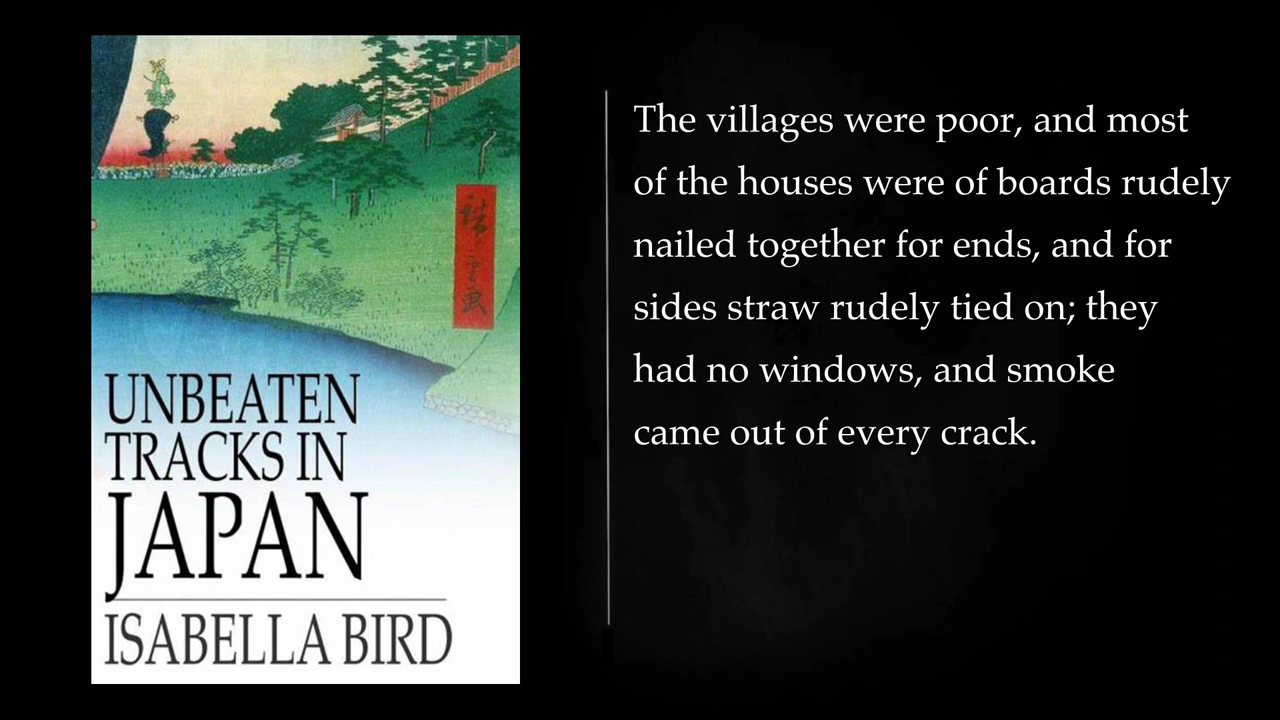 UNBEATEN
TRACKS IN
JAPAN
ISABELLA BIRD
The villages were poor, and most
of the houses were of boards rudely
nailed together for ends, and for
sides straw rudely tied on; they
had no windows, and smoke
came out of every crack.